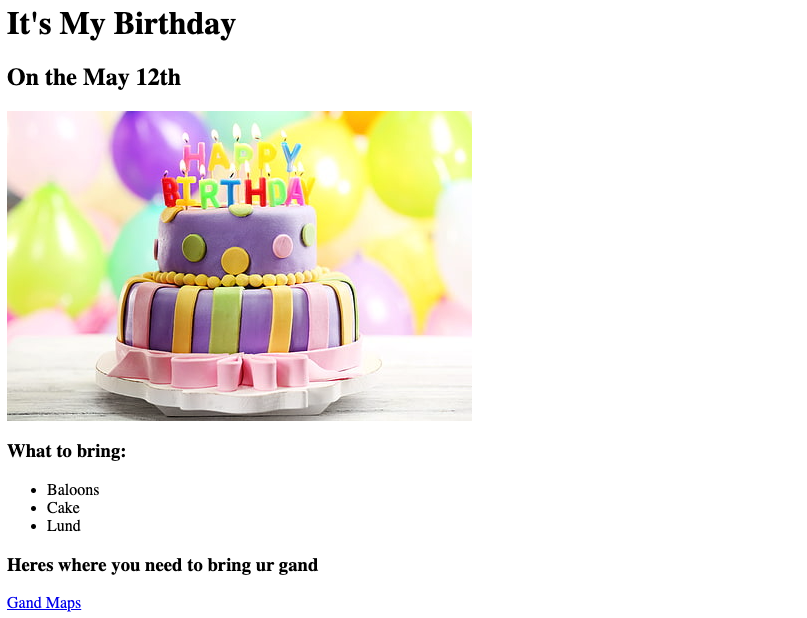 It's My Birthday
On the May 12th
HAPPY
BIRTHDAY
What to bring:
Baloons
Cake
Lund
Heres where you need to bring ur gand
Gand Maps